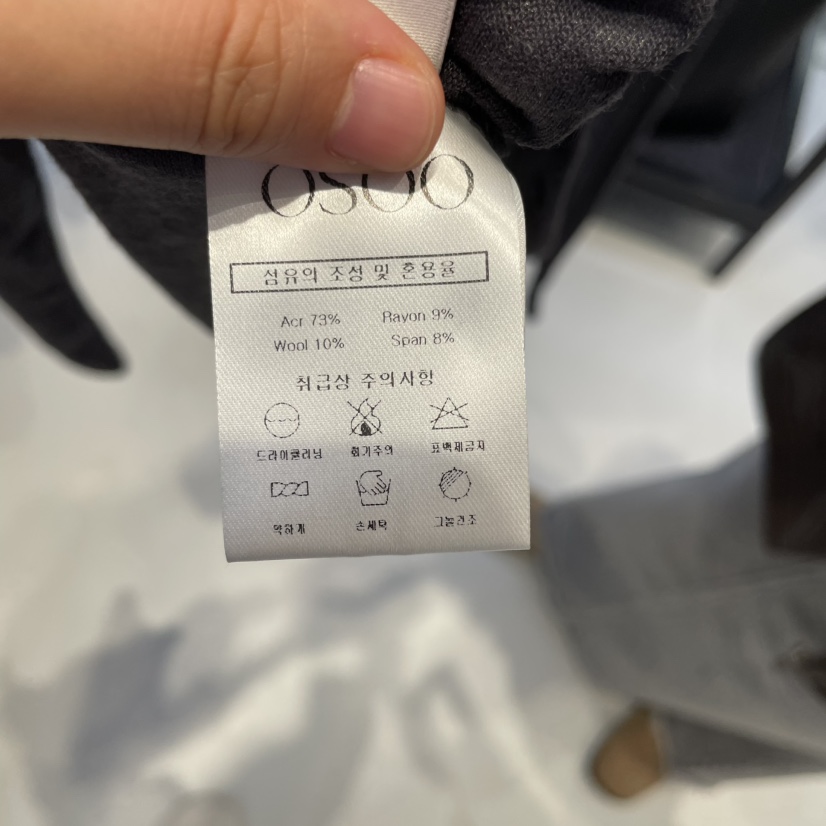 OSOO
섬유의 조성 및 혼용율
Acr 73% Rayon 9%
Wool 10% Span 8%
취급상 주의사항
드라이클리닝 화기주의 표백제금지
약하게 손세탁 그늘건조